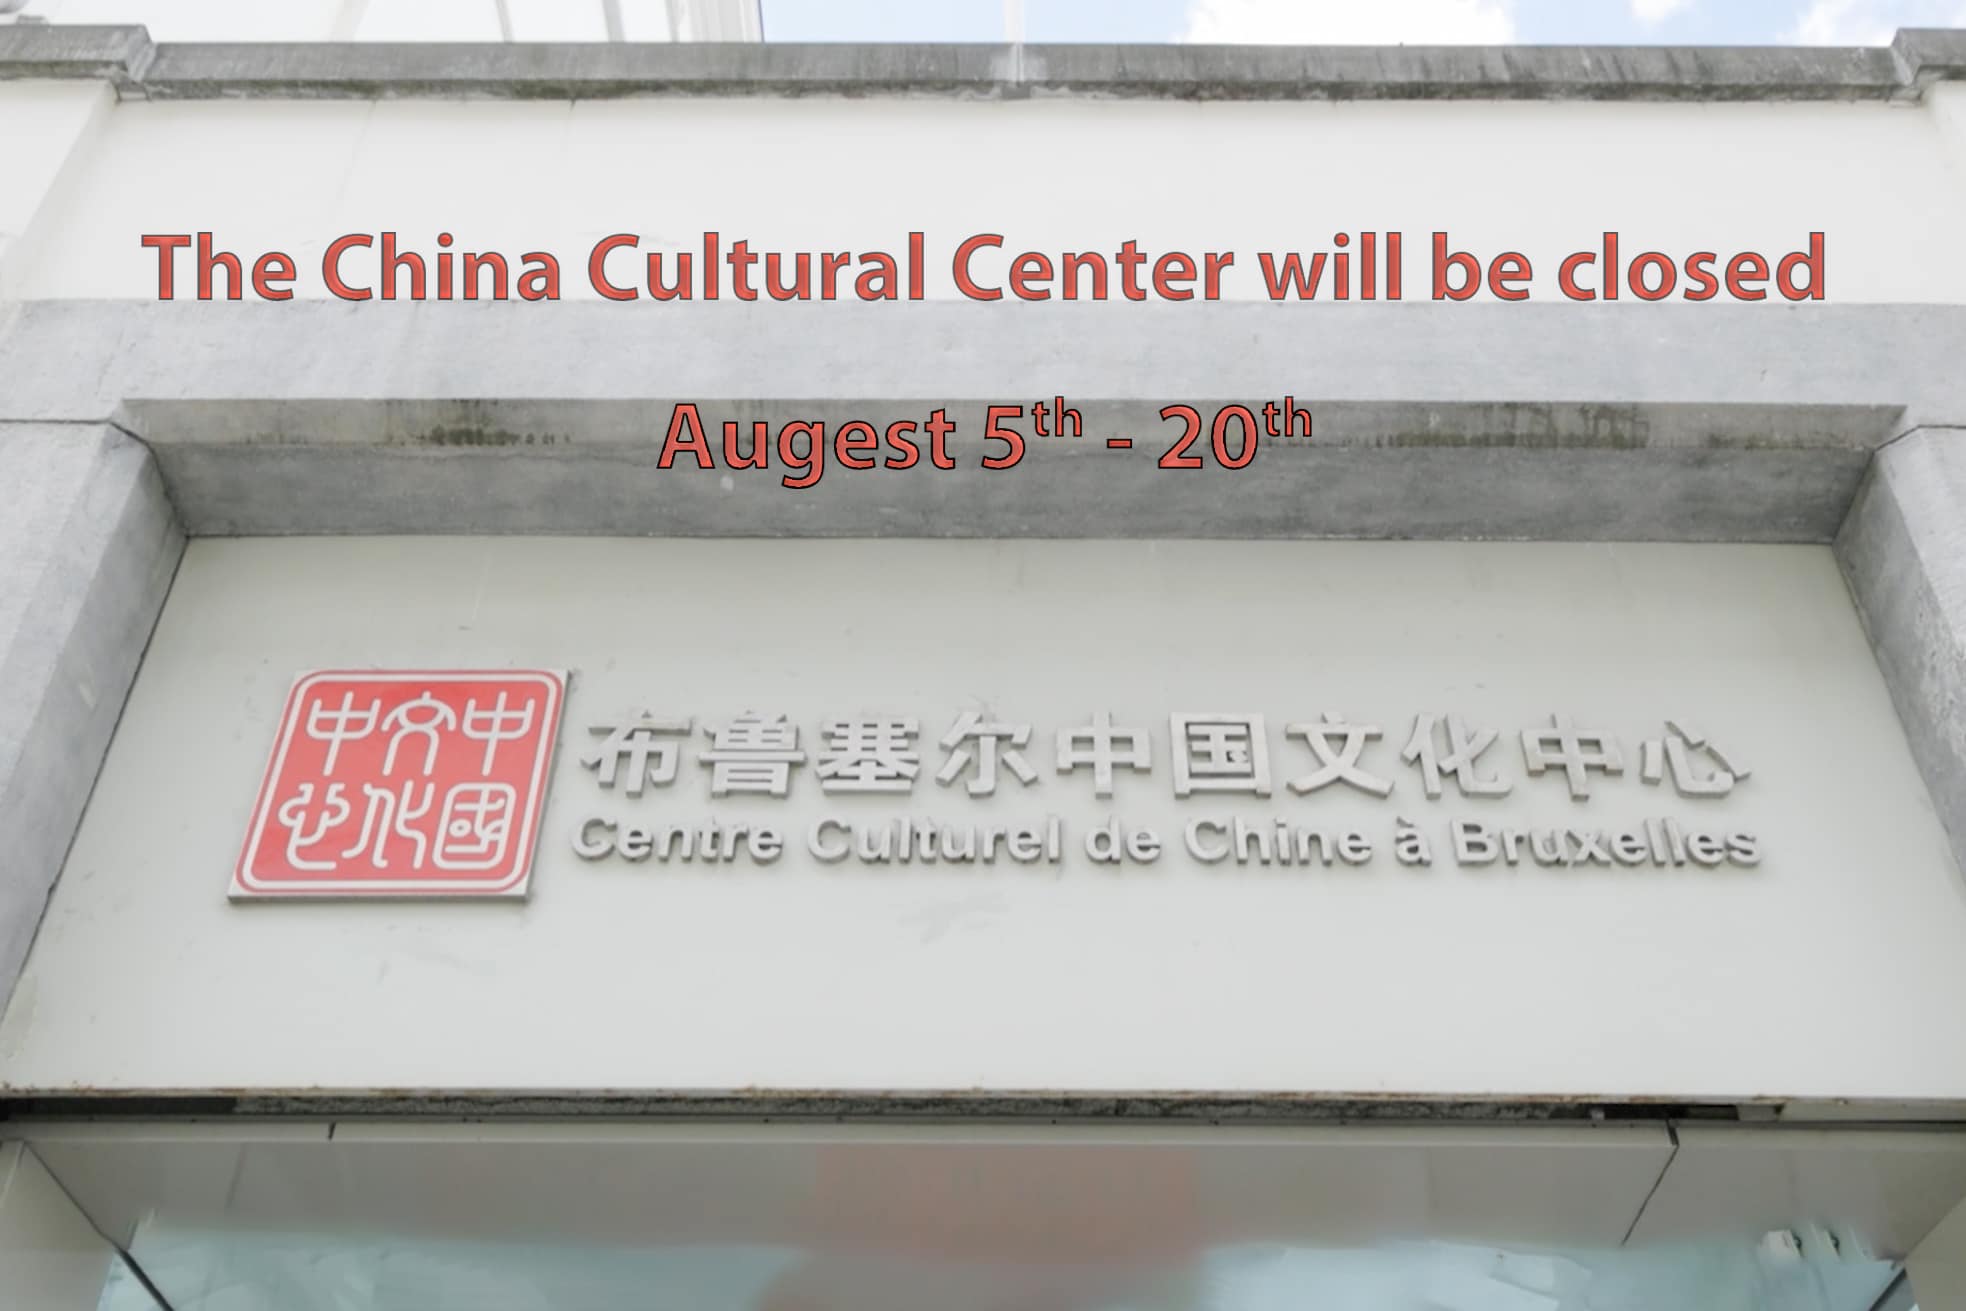 The China Cultural Center will be closed
Augest 5th - 20th
中文中
心化國
布鲁塞尔中国文化中心
Centre Culturel de Chine à Bruxelles